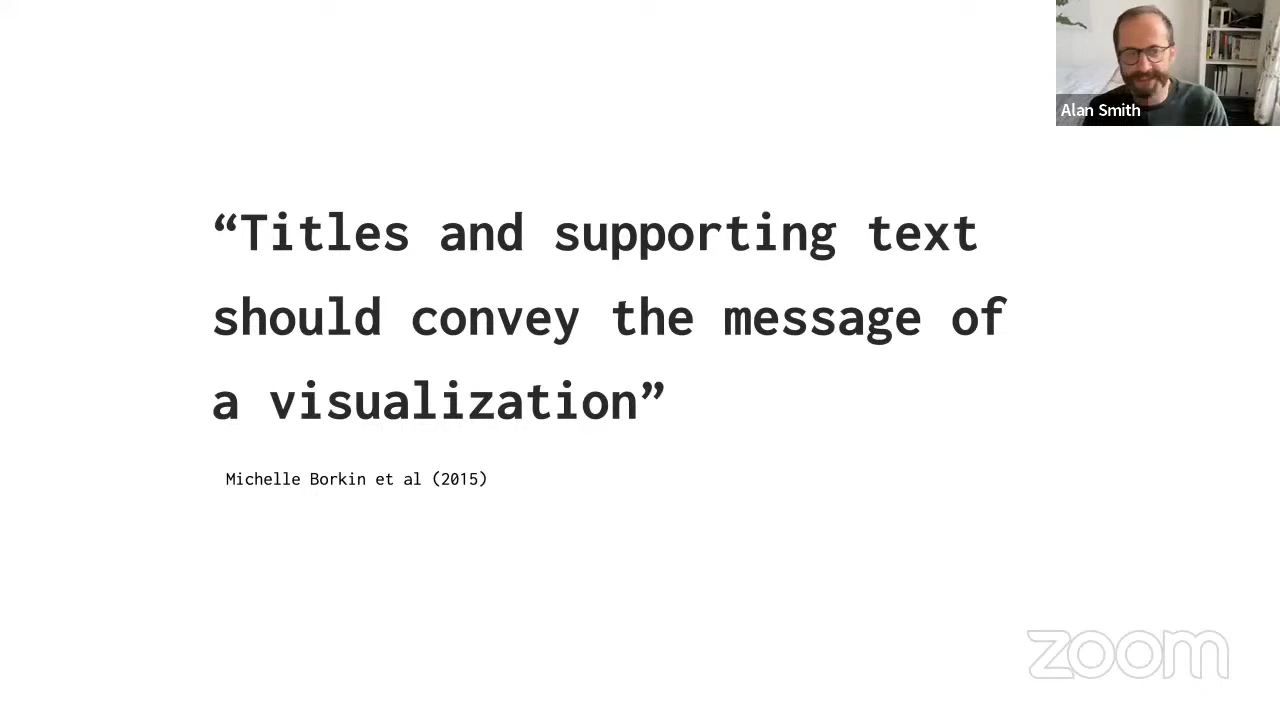 Alan Smith
“Titles and supporting text
should convey the message of
a visualization”
Michelle Borkin et al (2015)
zoom